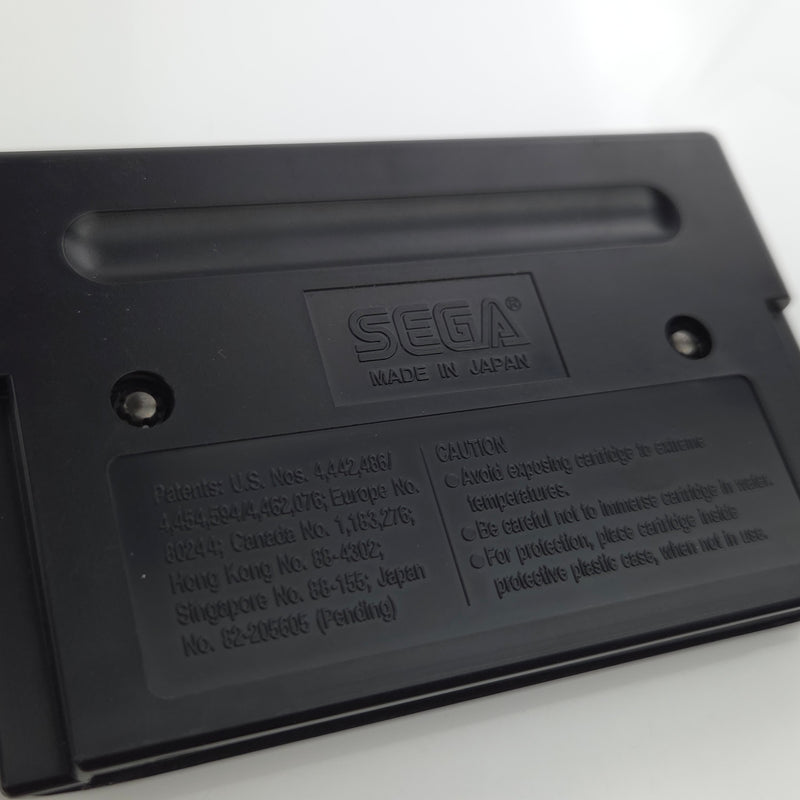 SEGA®
MADE IN JAPAN
Patents: U.S. Nos. 4,442,486/
4,454,594/4,462,076; Europe No.
80244; Canada No. 1,183,276;
Hong Kong No. 88-4302;
Singapore No. 88-155; Japan
No. 82-205605 (Pending)
CAUTION
● Avoid exposing cartridge to extreme
temperatures.
● Be careful not to immerse cartridge in water.
● For protection, place cartridge inside
protective plastic case, when not in use.